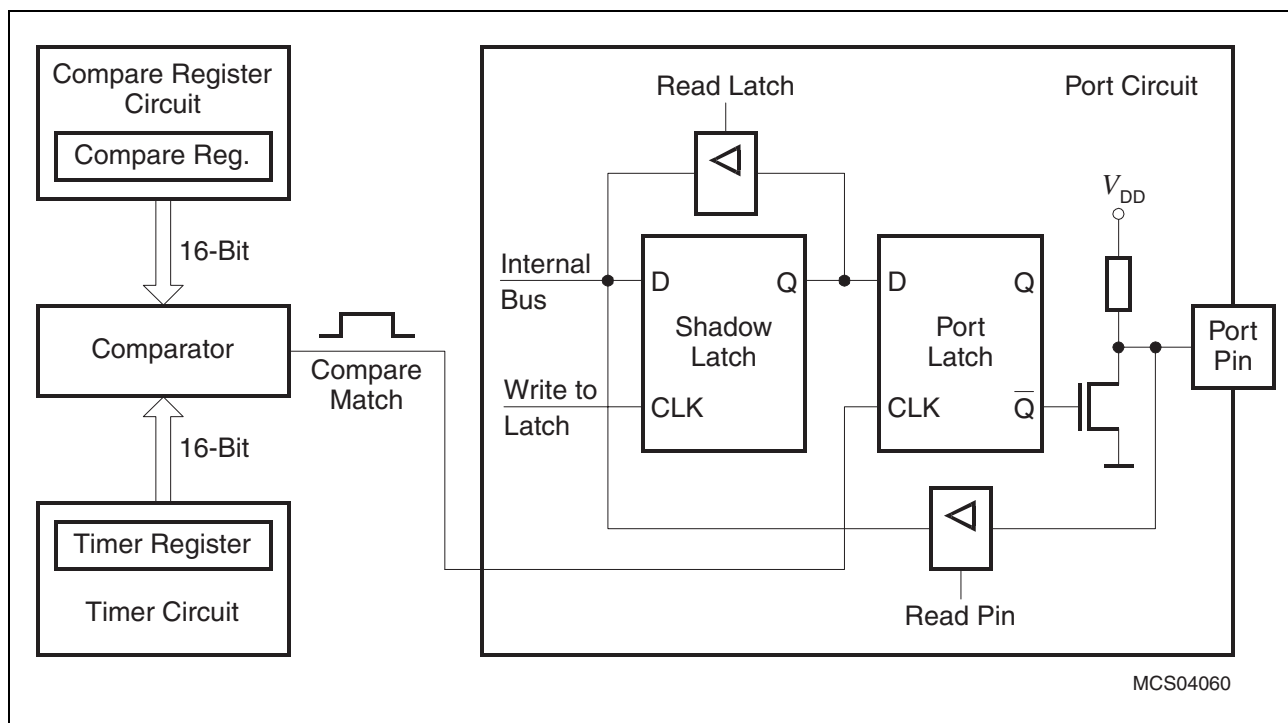 Compare Register
Circuit
Compare Reg.
16-Bit
Comparator
Compare
Match
16-Bit
Timer Register
Timer Circuit
Port Circuit
Read Latch
V_DD
Internal
Bus
Write to
Latch
D
Q
Shadow
Latch
CLK
D
Q
Port
Latch
CLK
Q̅
Port
Pin
Read Pin
MCS04060